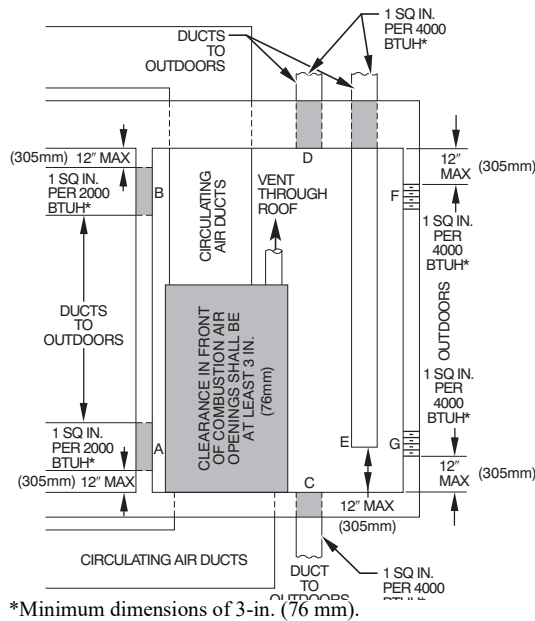 1 SQ IN.
PER 4000
BTUH*
DUCTS
TO
OUTDOORS
(305mm) 12″ MAX
1 SQ IN.
PER 2000
BTUH*
B
CIRCULATING
AIR DUCTS
VENT
THROUGH
ROOF
D
F
12″
MAX
(305mm)
1 SQ IN.
PER
4000
BTUH*
DUCTS
TO
OUTDOORS
OUTDOORS
CLEARANCE IN FRONT
OF COMBUSTION AIR
OPENINGS SHALL BE
AT LEAST 3 IN.
(76mm)
1 SQ IN.
PER
4000
BTUH*
1 SQ IN.
PER 2000
BTUH*
A
E
G
(305mm) 12″ MAX
C
12″
MAX
(305mm)
12″ MAX
(305mm)
CIRCULATING AIR DUCTS
DUCT
TO
OUTDOORS
1 SQ IN.
PER 4000
BTUH*
*Minimum dimensions of 3-in. (76 mm).